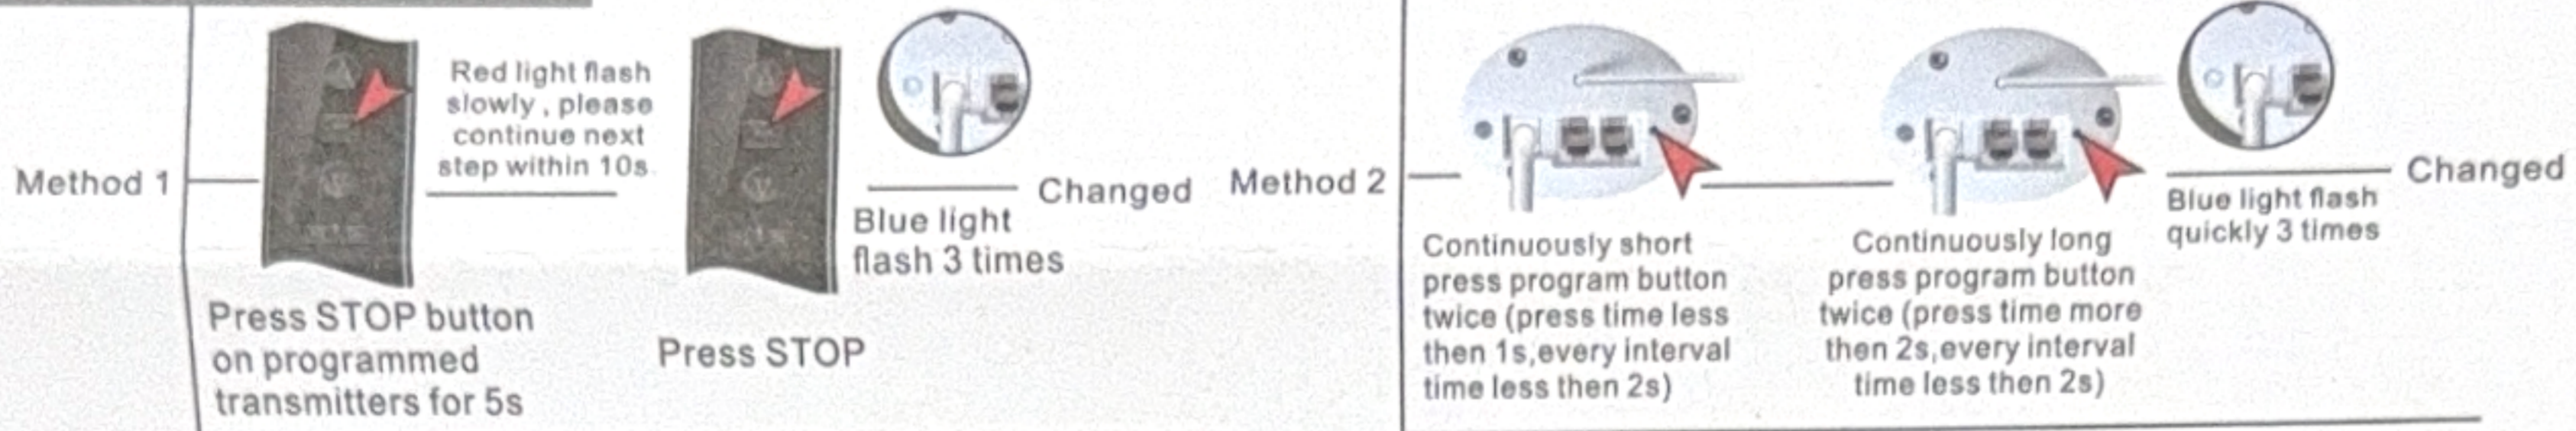 Method 1
Red light flash
slowly , please
continue next
step within 10s.
Press STOP button
on programmed
transmitters for 5s
Press STOP
Blue light
flash 3 times
Changed
Method 2
Continuously short
press program button
twice (press time less
then 1s,every interval
time less then 2s)
Continuously long
press program button
twice (press time more
then 2s,every interval
time less then 2s)
Blue light flash
quickly 3 times
Changed